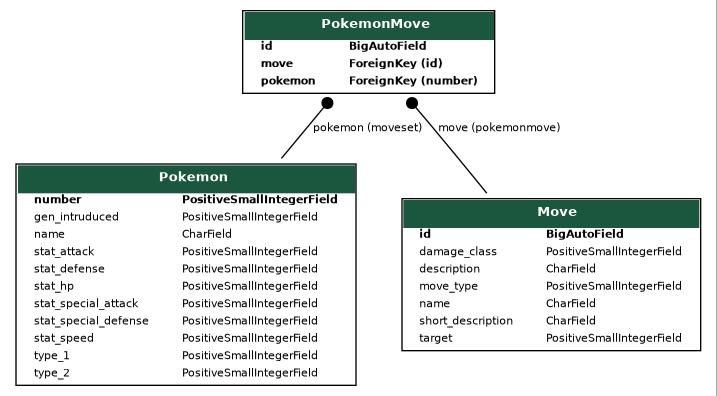 PokemonMove
id BigAutoField
move ForeignKey (id)
pokemon ForeignKey (number)
pokemon (moveset) move (pokemonmove)
Pokemon
number PositiveSmallIntegerField
gen_intruduced PositiveSmallIntegerField
name CharField
stat_attack PositiveSmallIntegerField
stat_defense PositiveSmallIntegerField
stat_hp PositiveSmallIntegerField
stat_special_attack PositiveSmallIntegerField
stat_special_defense PositiveSmallIntegerField
stat_speed PositiveSmallIntegerField
type_1 PositiveSmallIntegerField
type_2 PositiveSmallIntegerField
Move
id BigAutoField
damage_class PositiveSmallIntegerField
description CharField
move_type PositiveSmallIntegerField
name CharField
short_description CharField
target PositiveSmallIntegerField